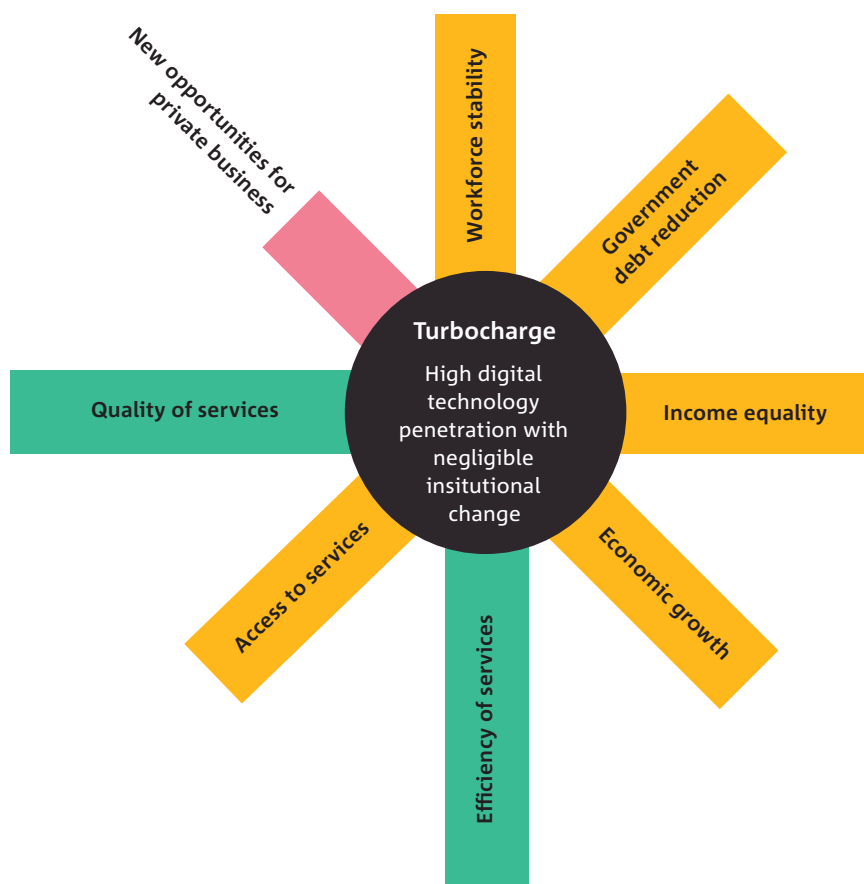 New opportunities for
private business
Workforce stability
Government
debt reduction
Turbocharge
High digital
technology
penetration with
negligible
insitutional
change
Quality of services
Income equality
Access to services
Economic growth
Efficiency of services